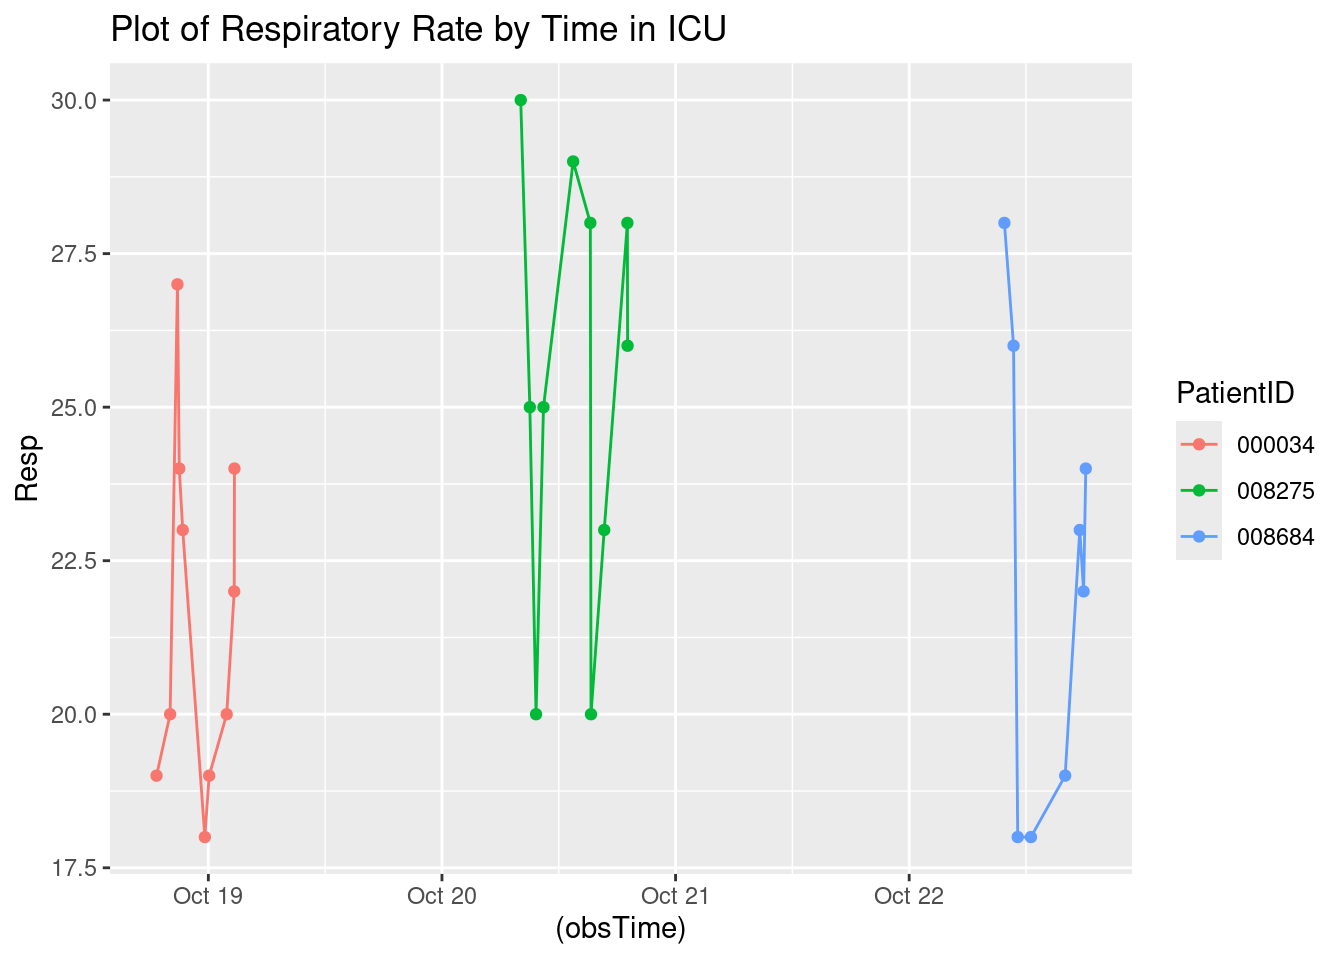 Plot of Respiratory Rate by Time in ICU
30.0
27.5
25.0
22.5
20.0
17.5
Resp
Oct 19 Oct 20 Oct 21 Oct 22
(obsTime)
PatientID
000034
008275
008684